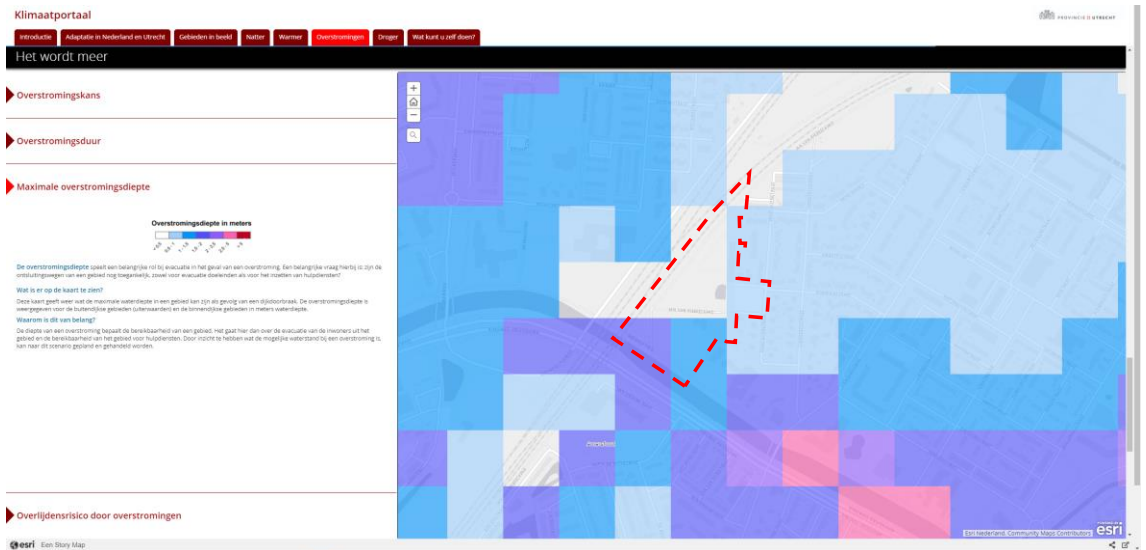 Klimaatportaal
PROVINCIE UTRECHT
Introductie Adaptatie in Nederland en Utrecht Gebieden in beeld Natter Warmer Overstromingen Droger Wat kunt u zelf doen?
Het wordt meer
Overstromingskans
Overstromingsduur
Maximale overstromingsdiepte
Overstromingsdiepte in meters
De overstromingsdiepte speelt een belangrijke rol bij evacuatie in het geval van een overstroming. Een belangrijke vraag hierbij is zijn de
ontsluitingswegen van een gebied nog toegankelijk, zowel voor evacuatie doeleinden als voor het inzetten van hulpdiensten?
Wat is er op de kaart te zien?
Deze kaart geeft weer wat de maximale waterdiepte in een gebied kan zijn als gevolg van een dijkdoorbraak. De overstromingsdiepte is
weergegeven voor de buitendijkse gebieden (uiterwaarden) en de binnendijkse gebieden in meters waterdiepte.
Waarom is dit van belang?
De diepte van een overstroming bepaalt de bereikbaarheid van een gebied. Het gaat hier dan over de evacuatie van de inwoners uit het
gebied en de bereikbaarheid van het gebied voor hulpdiensten. Door inzicht te hebben wat de mogelijke waterstand bij een overstroming is,
kan naar dit scenario gepland en gehandeld worden.
Overlijdensrisico door overstromingen
Amersfoort
Esri Nederland, Community Maps Contributors
esri
esri Een Story Map